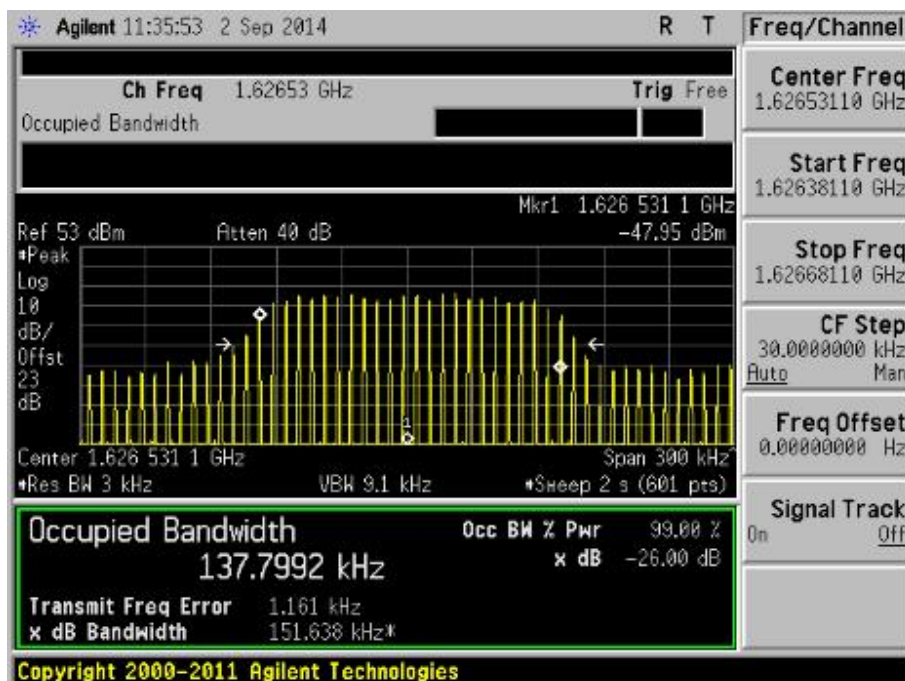 Agilent 11:35:53 2 Sep 2014 R T
Freq/Channel
Ch Freq 1.62653 GHz Trig Free
Occupied Bandwidth
Center Freq
1.62653110 GHz
Start Freq
1.62638110 GHz
Stop Freq
1.62668110 GHz
CF Step
30.0000000 kHz
Auto Man
Freq Offset
0.00000000 Hz
Signal Track
On Off
Mkr1 1.626 531 1 GHz
Ref 53 dBm Atten 40 dB -47.95 dBm
#Peak
Log
10
dB/
Offst
23
dB
1
Center 1.626 531 1 GHz Span 300 kHz^
#Res BW 3 kHz VBW 9.1 kHz #Sweep 2 s (601 pts)
Occupied Bandwidth Occ BW % Pwr 99.00 %
137.7992 kHz x dB -26.00 dB
Transmit Freq Error 1.161 kHz
x dB Bandwidth 151.638 kHz*
Copyright 2000-2011 Agilent Technologies